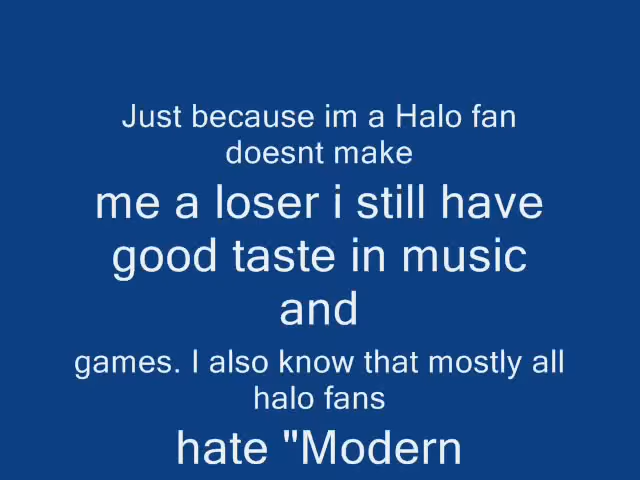 Just because im a Halo fan
doesnt make
me a loser i still have
good taste in music
and
games. I also know that mostly all
halo fans
hate "Modern